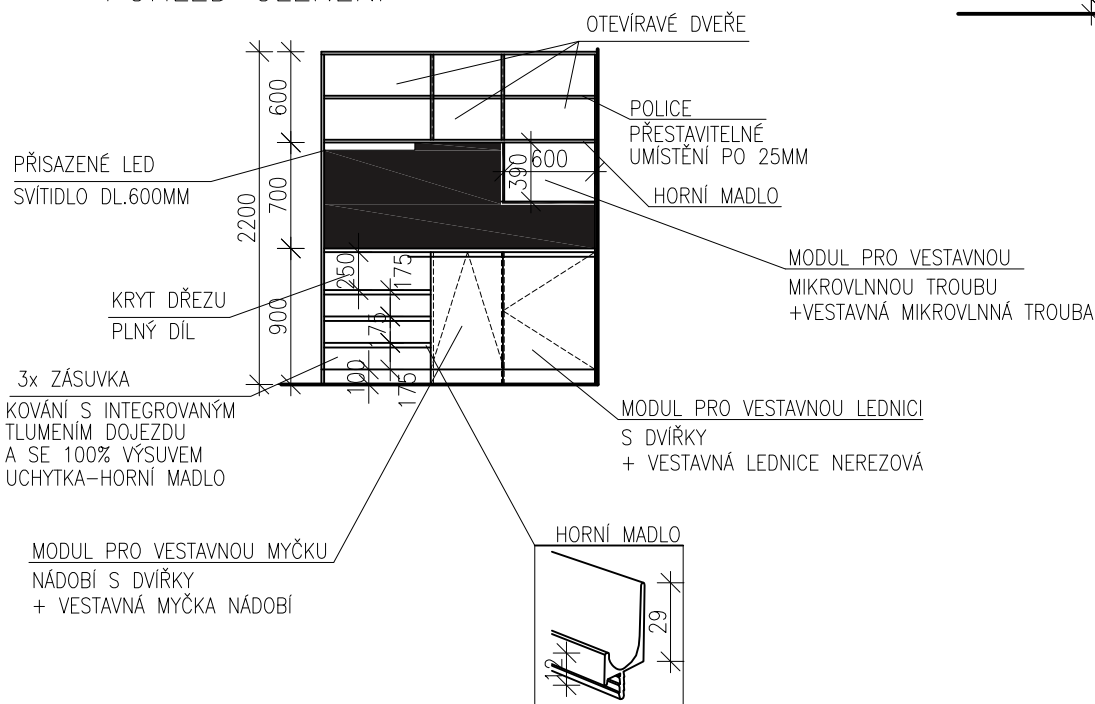 OTEVÍRAVÉ DVEŘE
POLICE
PŘESTAVITELNÉ
UMÍSTĚNÍ PO 25MM
HORNÍ MADLO
PŘISAZENÉ LED
SVÍTIDLO DL.600MM
600
700
900
2200
600
390
250
175
175
100
175
MODUL PRO VESTAVNOU
MIKROVLNNOU TROUBU
+VESTAVNÁ MIKROVLNNÁ TROUBA
KRYT DŘEZU
PLNÝ DÍL
3x ZÁSUVKA
KOVÁNÍ S INTEGROVANÝM
TLUMENÍM DOJEZDU
A SE 100% VÝSUVEM
UCHYTKA-HORNÍ MADLO
MODUL PRO VESTAVNOU LEDNICI
S DVÍŘKY
+ VESTAVNÁ LEDNICE NEREZOVÁ
MODUL PRO VESTAVNOU MYČKU
NÁDOBÍ S DVÍŘKY
+ VESTAVNÁ MYČKA NÁDOBÍ
HORNÍ MADLO
29
12